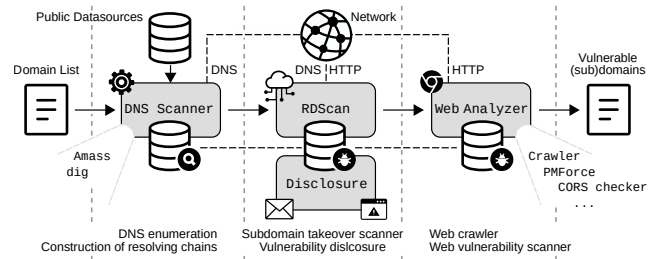 Public Datasources
Network
Domain List
DNS
DNS
HTTP
HTTP
Vulnerable
(sub)domains
DNS Scanner
RDScan
Web Analyzer
Amass
dig
Disclosure
Crawler
PMForce
CORS checker
...
DNS enumeration
Construction of resolving chains
Subdomain takeover scanner
Vulnerability dislcosure
Web crawler
Web vulnerability scanner